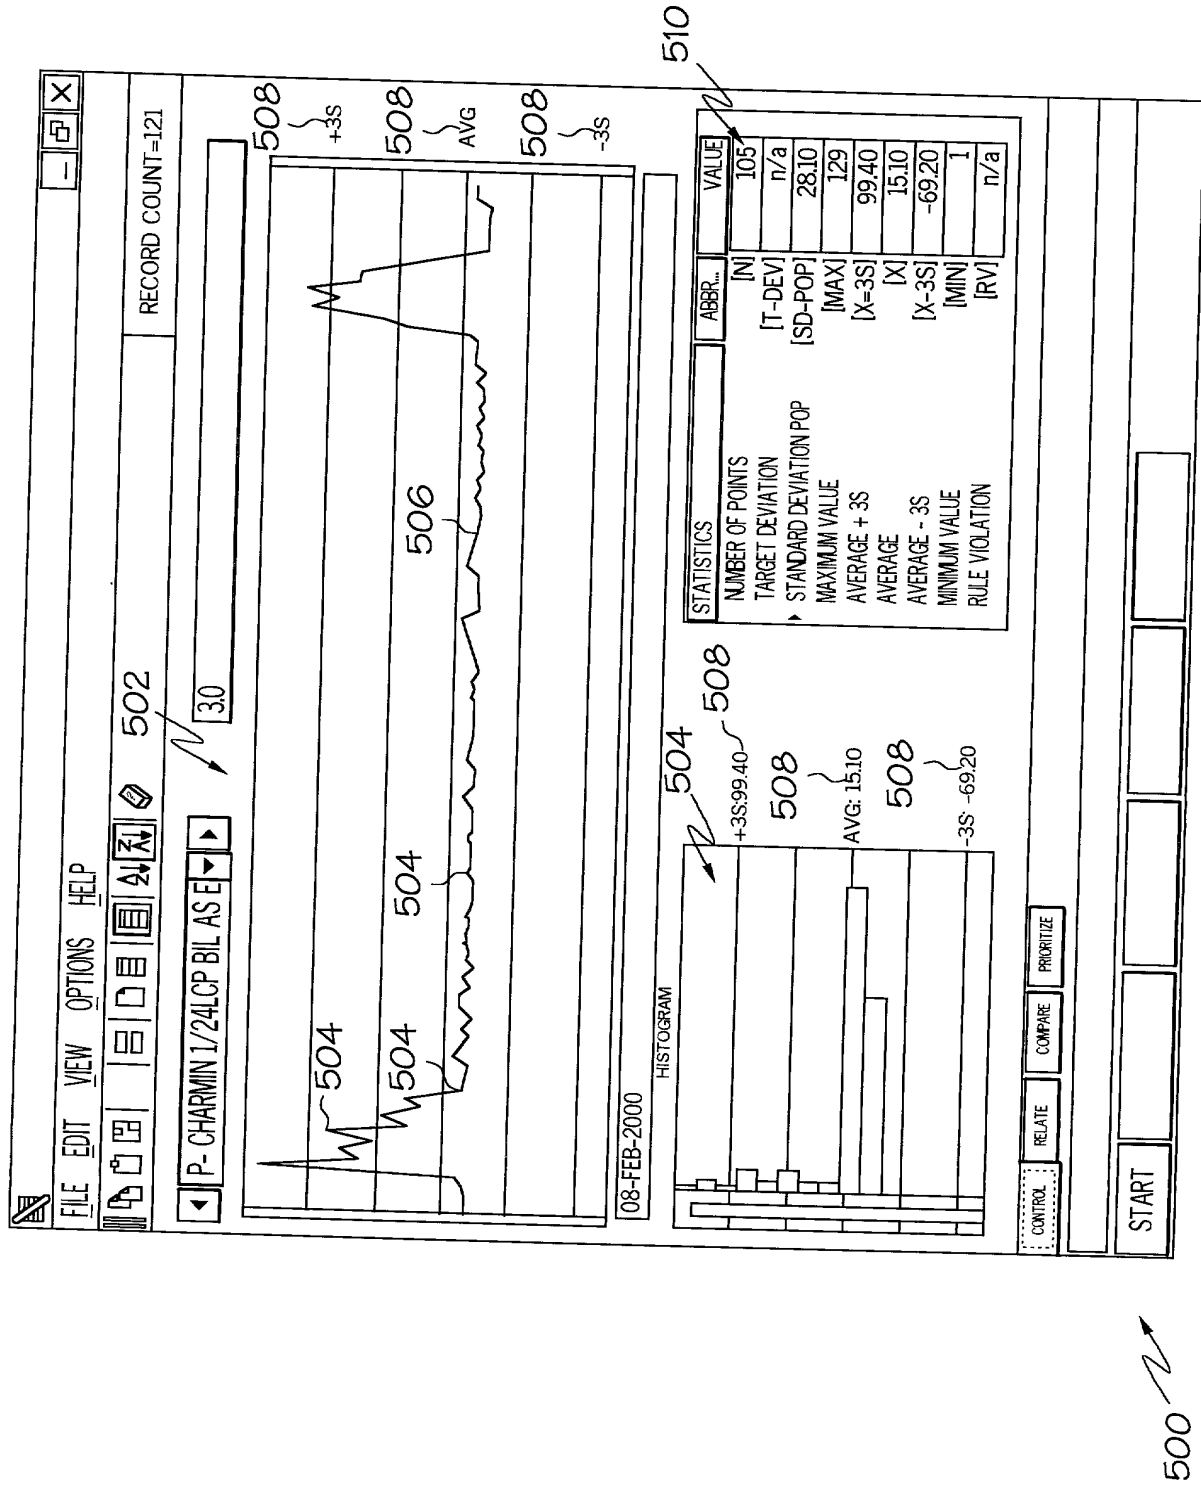 FILE EDIT VIEW OPTIONS HELP
RECORD COUNT=121
502
P- CHARMIN 1/24LCP BIL AS E
3.0
508
+3S
508
AVG
508
-3S
504
504
504
506
08-FEB-2000
HISTOGRAM
504
+3S:99.40
508
508
AVG: 15.10
508
-3S: -69.20
510
STATISTICS ABBR... VALUE
NUMBER OF POINTS [N] 105
TARGET DEVIATION [T-DEV] n/a
STANDARD DEVIATION POP [SD-POP] 28.10
MAXIMUM VALUE [MAX] 129
AVERAGE + 3S [X=3S] 99.40
AVERAGE [X] 15.10
AVERAGE - 3S [X-3S] -69.20
MINIMUM VALUE [MIN] 1
RULE VIOLATION [RV] n/a
CONTROL RELATE COMPARE PRIORITIZE
START
500